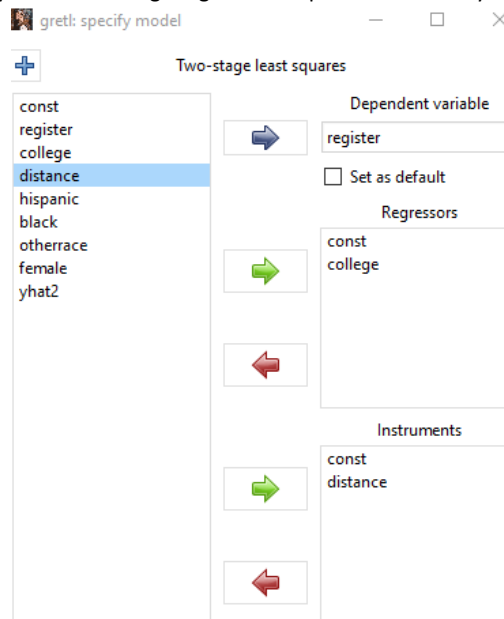 gretl: specify model
Two-stage least squares
const
register
college
distance
hispanic
black
otherrace
female
yhat2
Dependent variable
register
Set as default
Regressors
const
college
Instruments
const
distance